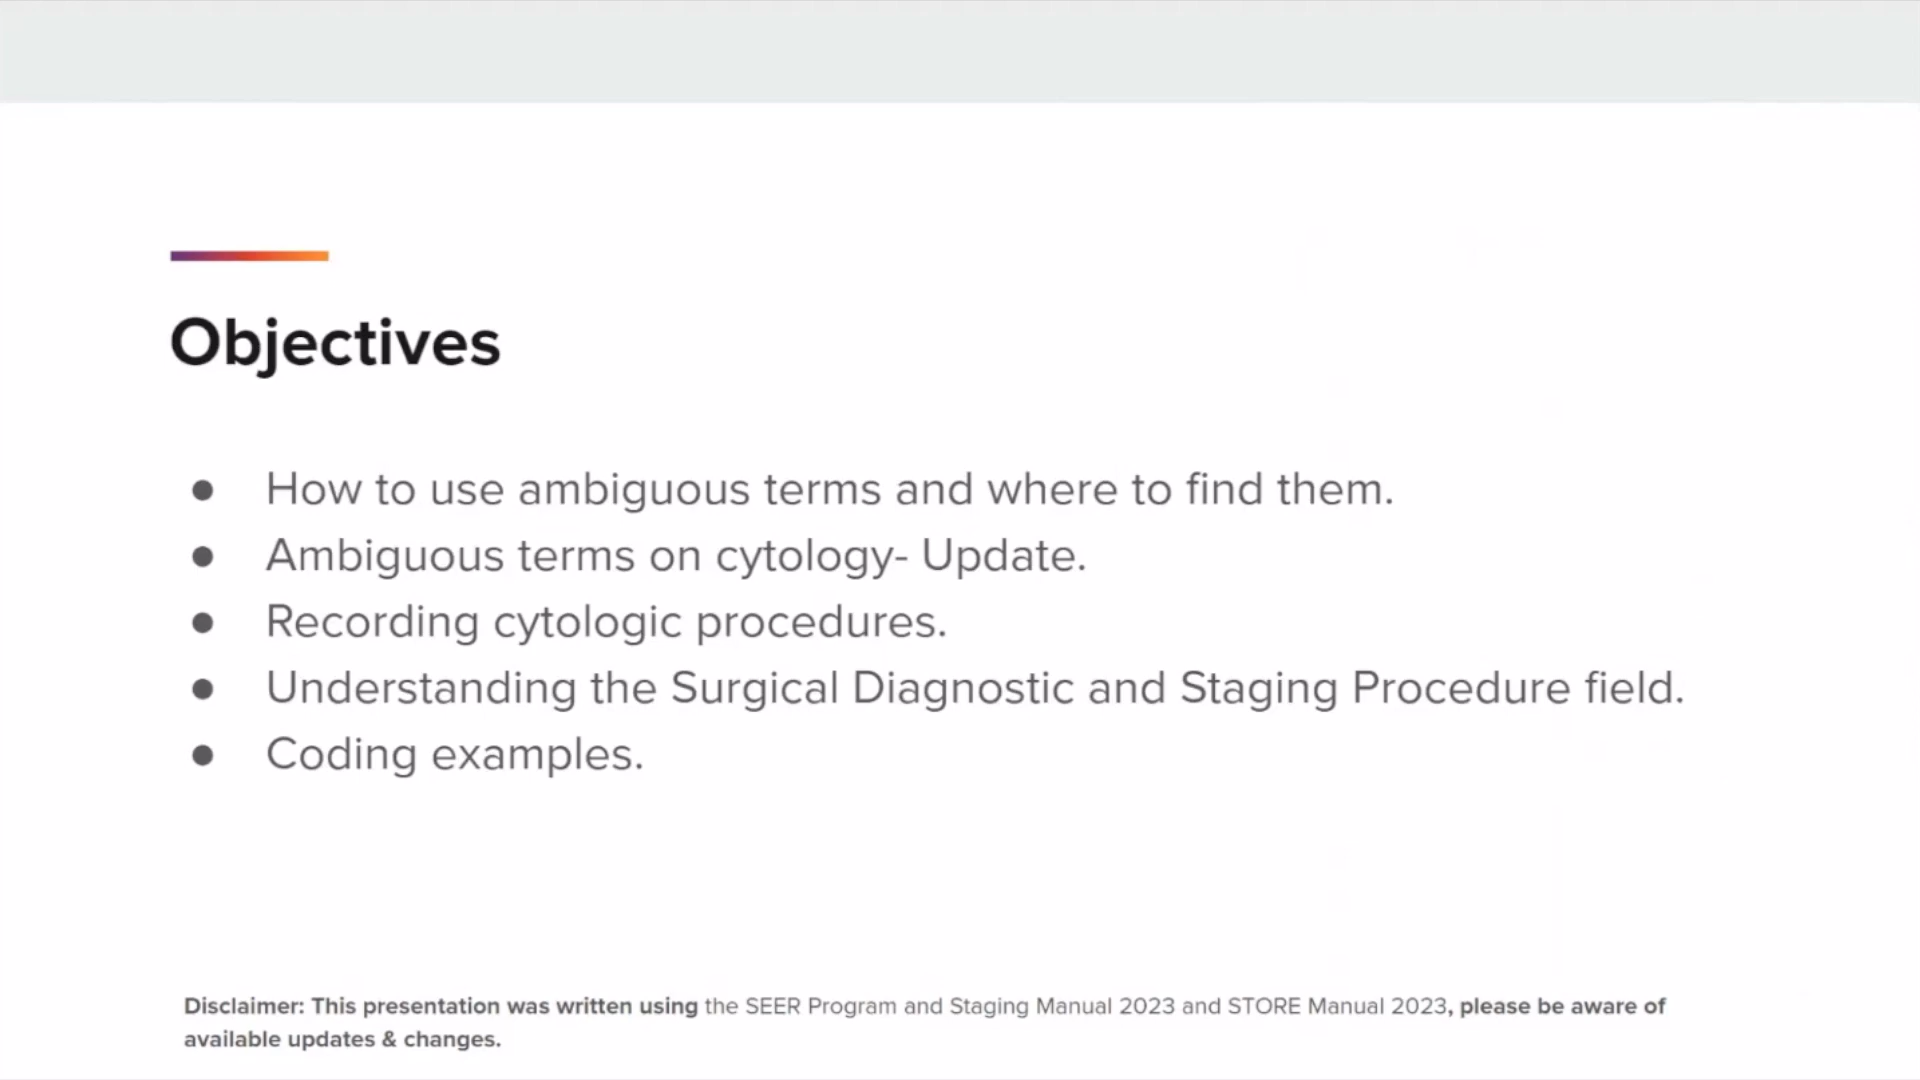 Objectives
● How to use ambiguous terms and where to find them.
● Ambiguous terms on cytology- Update.
● Recording cytologic procedures.
● Understanding the Surgical Diagnostic and Staging Procedure field.
● Coding examples.
Disclaimer: This presentation was written using the SEER Program and Staging Manual 2023 and STORE Manual 2023, please be aware of
available updates & changes.